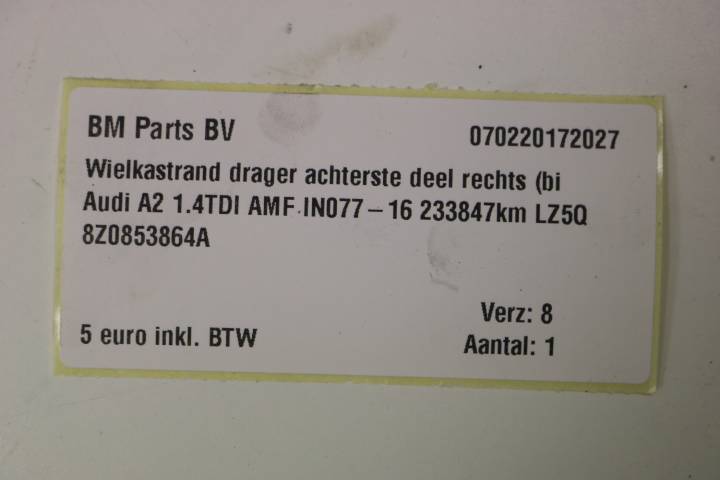 BM Parts BV 070220172027
Wielkastrand drager achterste deel rechts (bi
Audi A2 1.4TDI AMF IN077-16 233847km LZ5Q
8Z0853864A
Verz: 8
5 euro inkl. BTW Aantal: 1